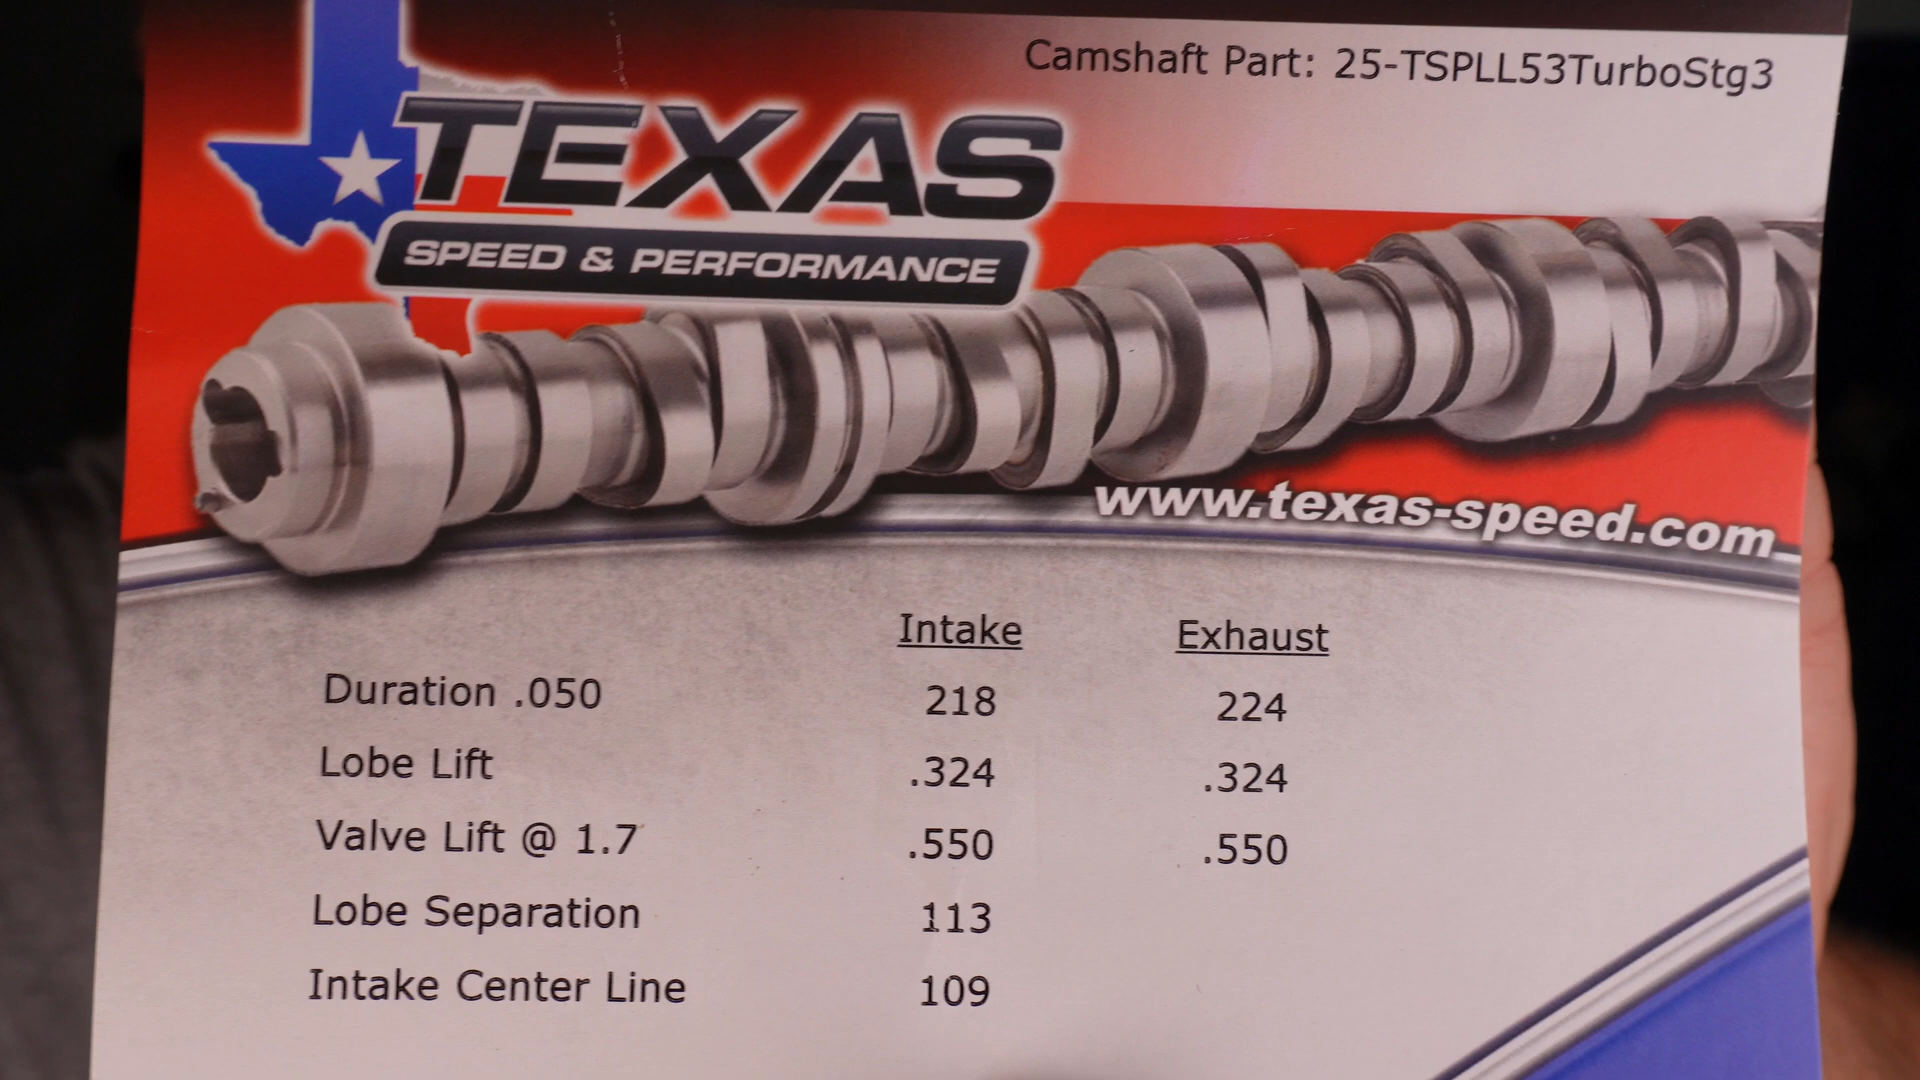 Camshaft Part: 25-TSPLL53TurboStg3
TEXAS
SPEED & PERFORMANCE
www.texas-speed.com
Intake Exhaust
Duration .050 218 224
Lobe Lift .324 .324
Valve Lift @ 1.7 .550 .550
Lobe Separation 113
Intake Center Line 109